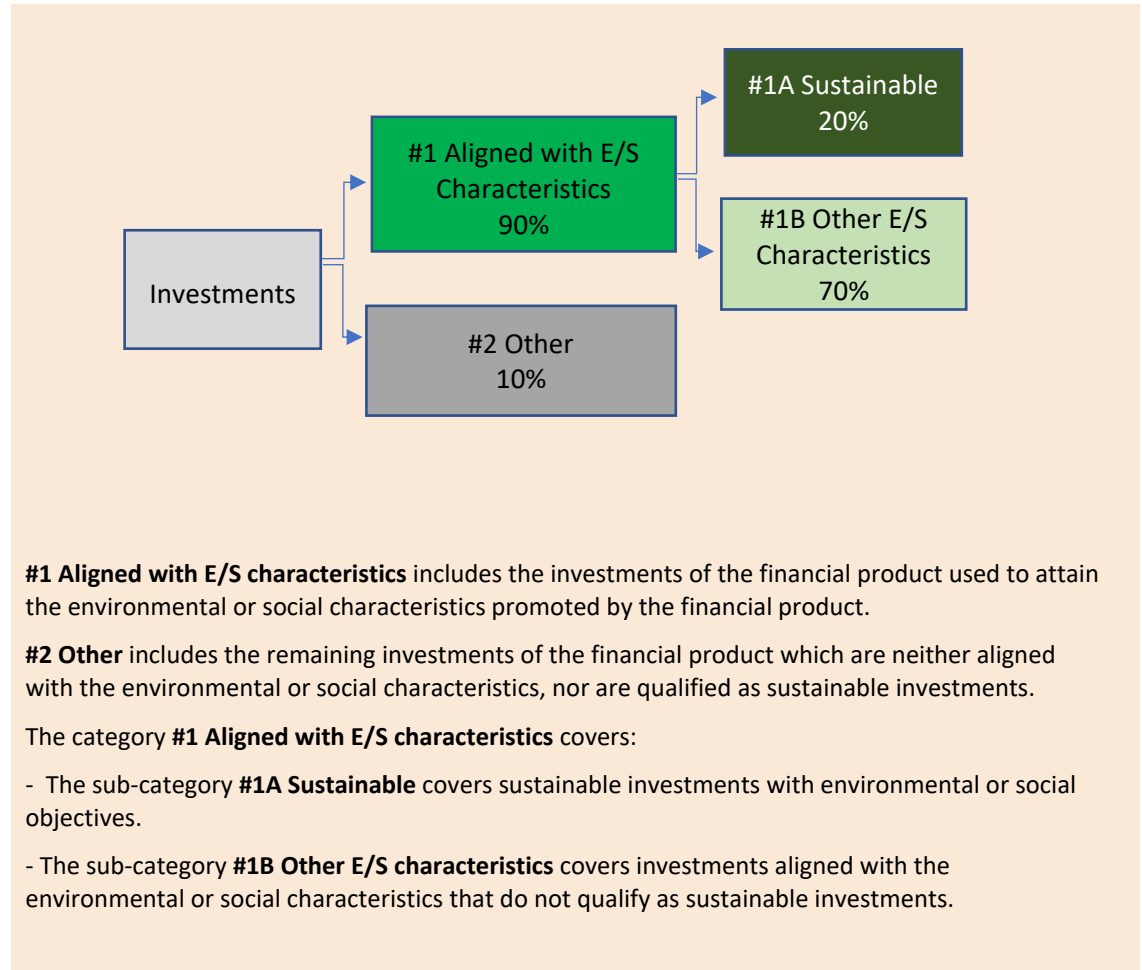 #1A Sustainable
20%
#1 Aligned with E/S
Characteristics
90%
#1B Other E/S
Characteristics
70%
Investments
#2 Other
10%
#1 Aligned with E/S characteristics includes the investments of the financial product used to attain
the environmental or social characteristics promoted by the financial product.
#2 Other includes the remaining investments of the financial product which are neither aligned
with the environmental or social characteristics, nor are qualified as sustainable investments.
The category #1 Aligned with E/S characteristics covers:
- The sub-category #1A Sustainable covers sustainable investments with environmental or social
objectives.
- The sub-category #1B Other E/S characteristics covers investments aligned with the
environmental or social characteristics that do not qualify as sustainable investments.